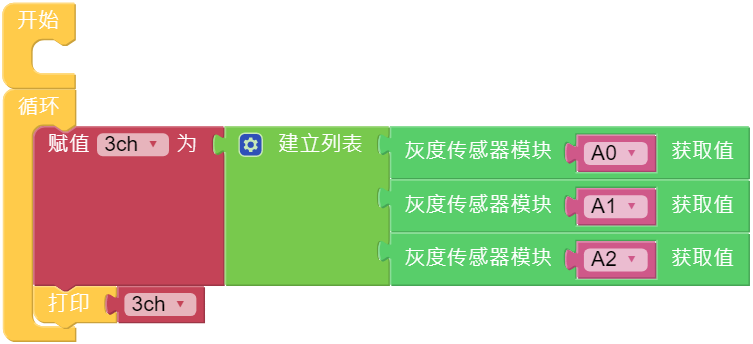 开始
循环
赋值 3ch 为 建立列表 灰度传感器模块 A0 获取值
灰度传感器模块 A1 获取值
灰度传感器模块 A2 获取值
打印 3ch